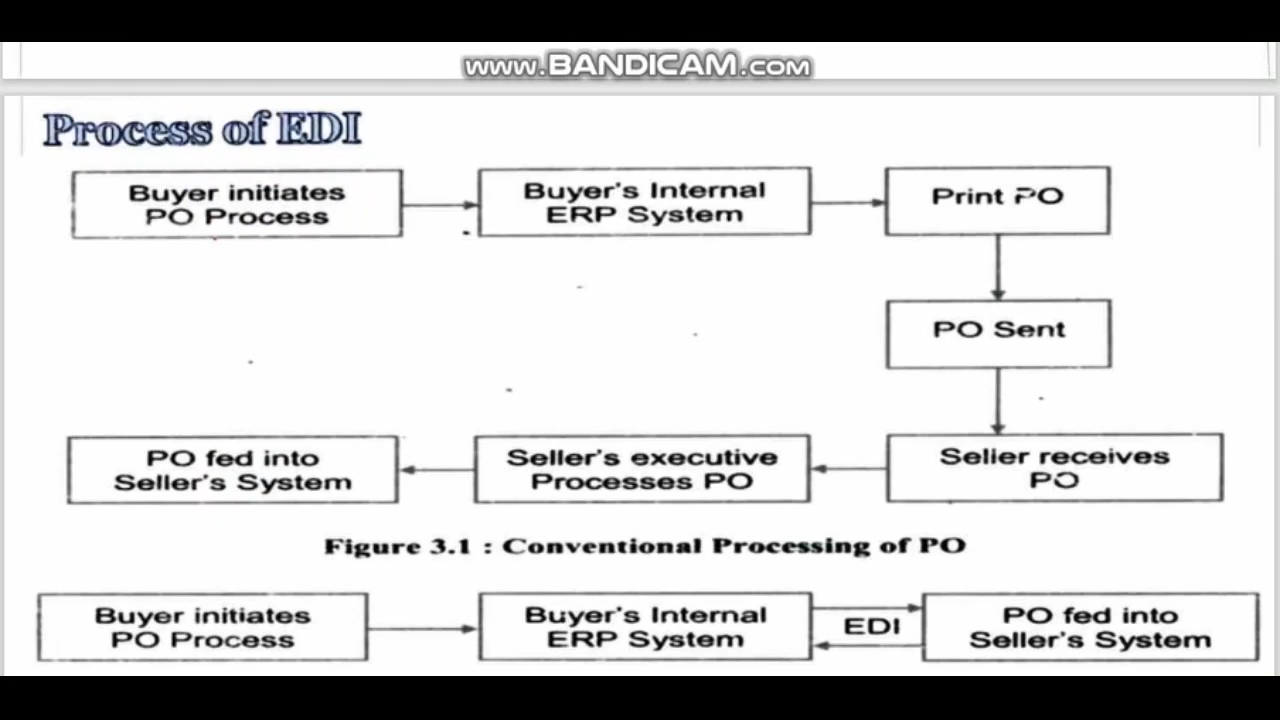 www.BANDICAM.com
Process of EDI
Buyer initiates
PO Process
Buyer's Internal
ERP System
Print PO
PO Sent
Seller receives
PO
Seller's executive
Processes PO
PO fed into
Seller's System
Figure 3.1 : Conventional Processing of PO
Buyer initiates
PO Process
Buyer's Internal
ERP System
EDI
PO fed into
Seller's System